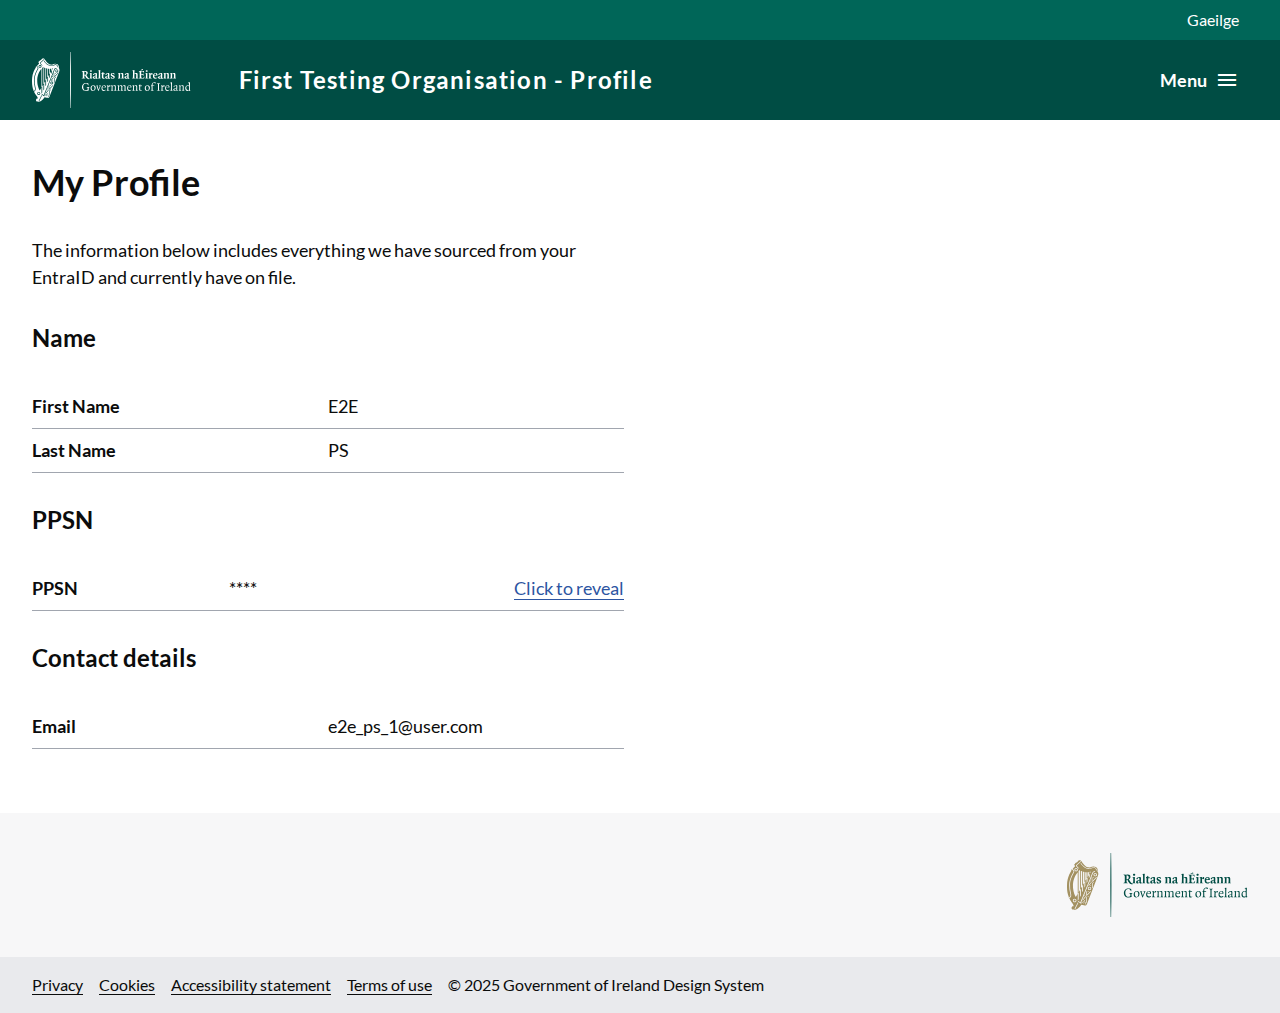 Gaeilge
Rialtas na hÉireann
Government of Ireland
First Testing Organisation - Profile
Menu
My Profile
The information below includes everything we have sourced from your
EntraID and currently have on file.
Name
First Name E2E
Last Name PS
PPSN
PPSN **** Click to reveal
Contact details
Email e2e_ps_1@user.com
Rialtas na hÉireann
Government of Ireland
Privacy Cookies Accessibility statement Terms of use © 2025 Government of Ireland Design System